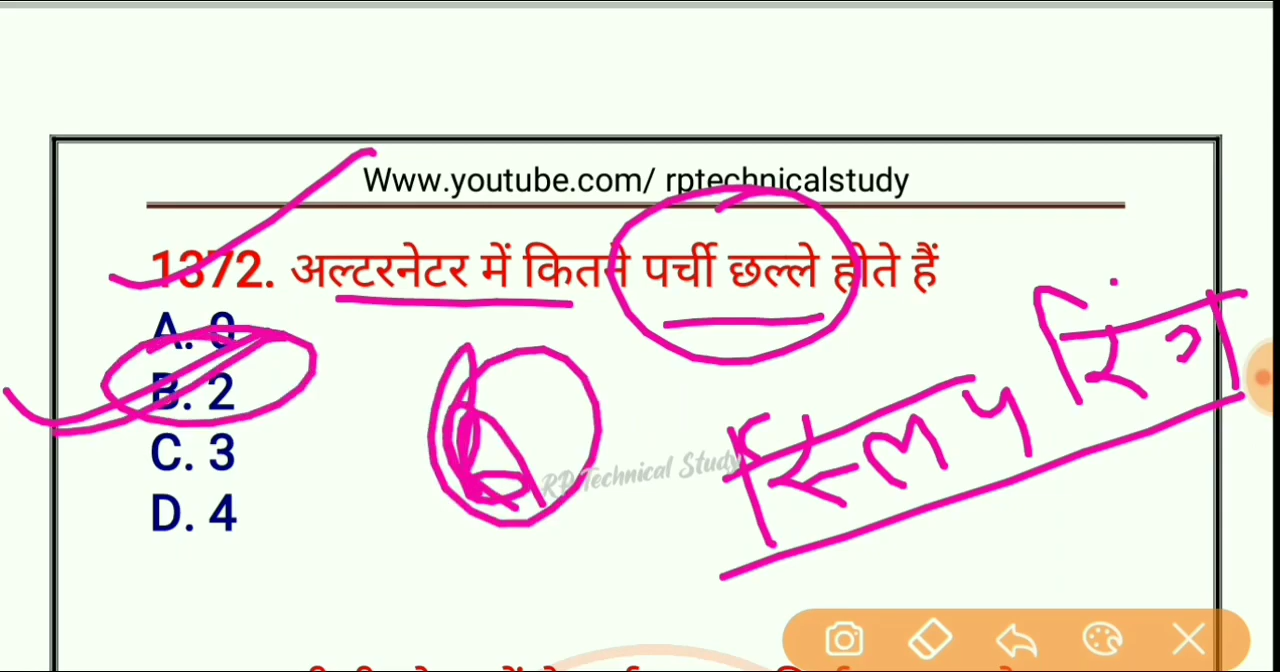 Www.youtube.com/ rptechnicalstudy
1372. अल्टरनेटर में कितने पर्ची छल्ले होते हैं
A. 0
B. 2
C. 3
D. 4
RP Technical Study
स्लिप रिंग